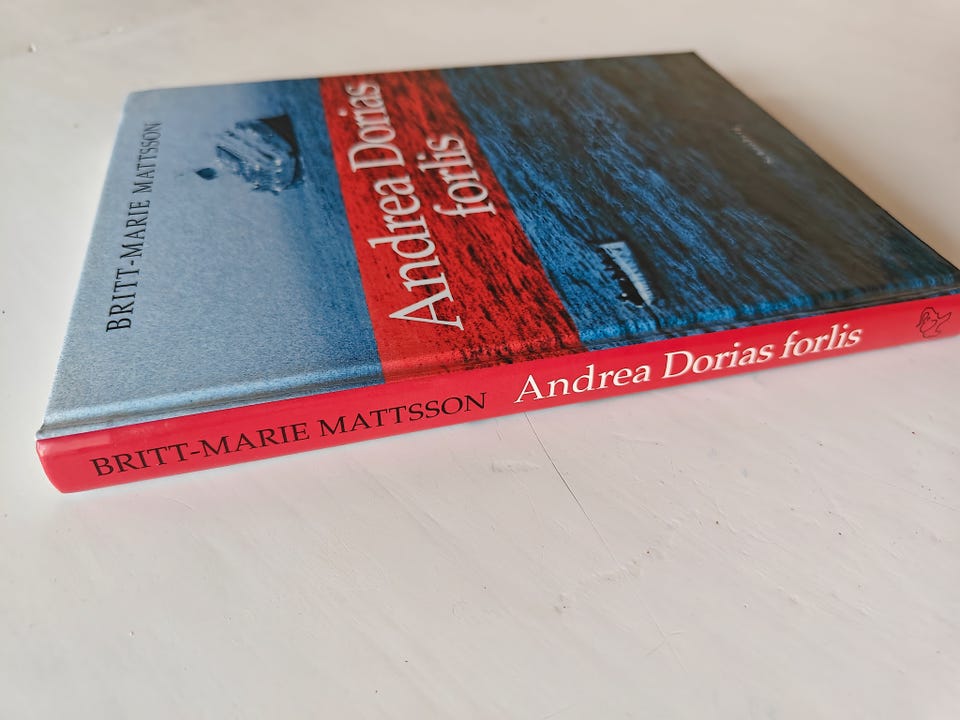 BRITT-MARIE MATTSSON
Andrea Dorias
forlis
BRITT-MARIE MATTSSON
Andrea Dorias forlis